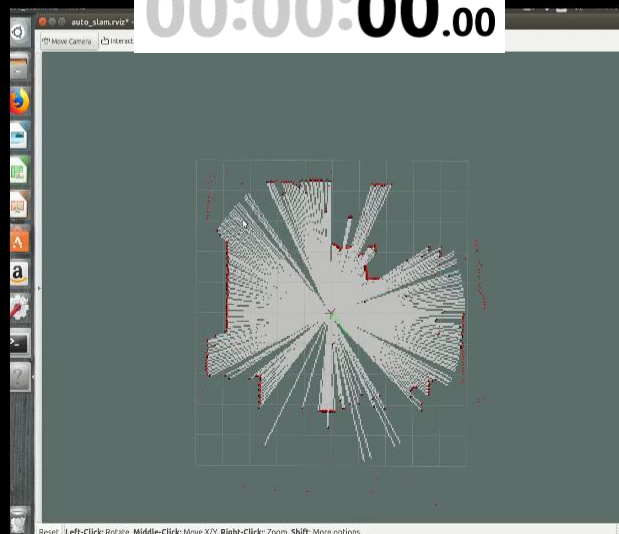 00:00:00.00
auto_slam.rviz*
Move Camera Interact
Reset Left-Click: Rotate. Middle-Click: Move X/Y. Right-Click: Zoom. Shift: More options.